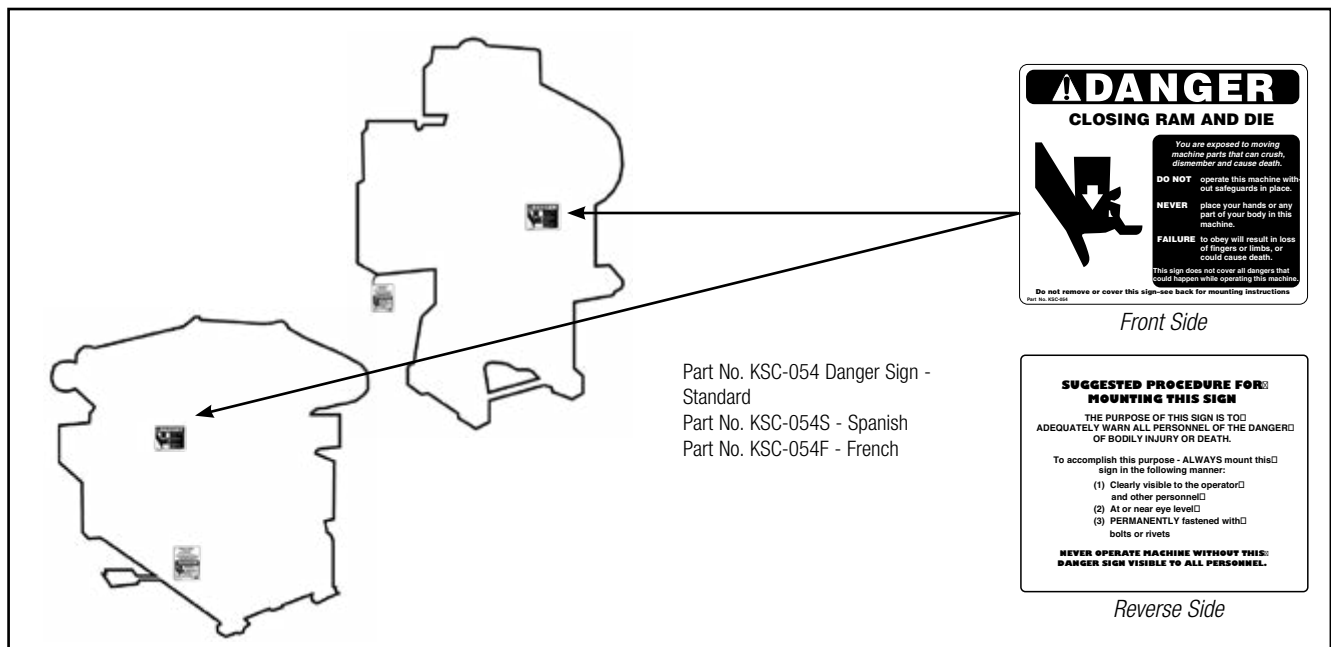 DANGER
CLOSING RAM AND DIE
You are exposed to moving
machine parts that can crush,
dismember and cause death.
DO NOT operate this machine with-
out safeguards in place.
NEVER place your hands or any
part of your body in this
machine.
FAILURE to obey will result in loss
of fingers or limbs, or
could cause death.
This sign does not cover all dangers that
could happen while operating this machine.
Do not remove or cover this sign-see back for mounting instructions
Part No. KSC-054
Front Side
Part No. KSC-054 Danger Sign -
Standard
Part No. KSC-054S - Spanish
Part No. KSC-054F - French
SUGGESTED PROCEDURE FOR
MOUNTING THIS SIGN
THE PURPOSE OF THIS SIGN IS TO
ADEQUATELY WARN ALL PERSONNEL OF THE DANGER
OF BODILY INJURY OR DEATH.
To accomplish this purpose - ALWAYS mount this
sign in the following manner:
(1) Clearly visible to the operator
and other personnel
(2) At or near eye level
(3) PERMANENTLY fastened with
bolts or rivets
NEVER OPERATE MACHINE WITHOUT THIS
DANGER SIGN VISIBLE TO ALL PERSONNEL.
Reverse Side